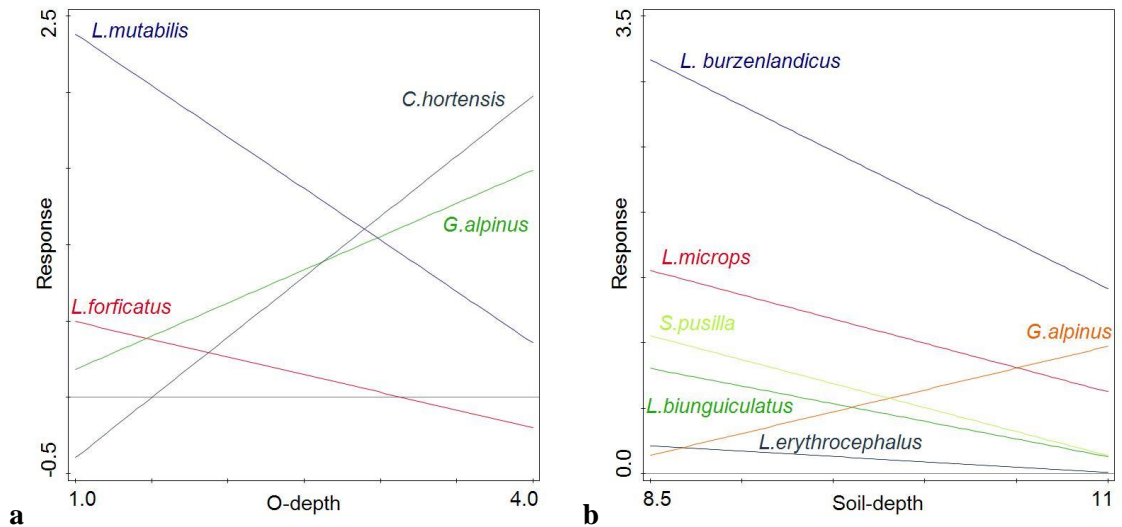 2.5
L.mutabilis
C.hortensis
G.alpinus
L.forficatus
Response
-0.5
1.0
O-depth
4.0
a
3.5
L. burzenlandicus
L.microps
S.pusilla
G.alpinus
L.biunguiculatus
L.erythrocephalus
Response
0.0
8.5
Soil-depth
11
b